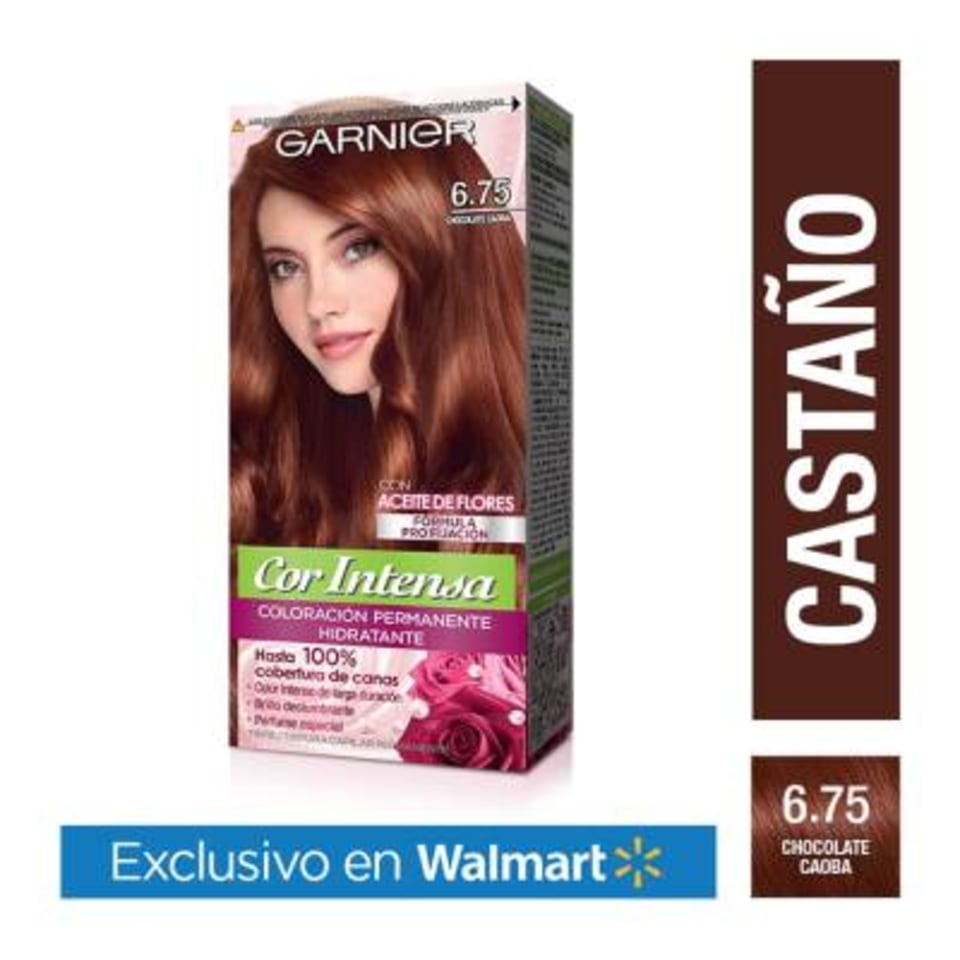 GARNIER
6.75
CHOCOLATE CAOBA
CON
ACEITE DE FLORES
FÓRMULA
PRO FIJACIÓN
Cor Intensa
COLORACIÓN PERMANENTE
HIDRATANTE
Hasta 100%
cobertura de canas
• Color intenso de larga duración
• Brillo deslumbrante
• Perfume especial
CASTAÑO
6.75
CHOCOLATE
CAOBA
Exclusivo en Walmart